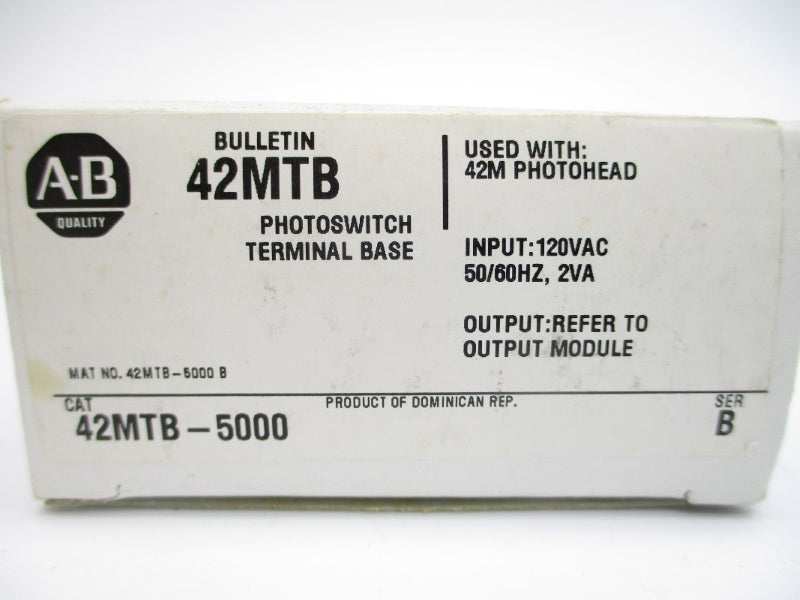 A-B
QUALITY
BULLETIN
42MTB
PHOTOSWITCH
TERMINAL BASE
USED WITH:
42M PHOTOHEAD
INPUT:120VAC
50/60HZ, 2VA
OUTPUT:REFER TO
OUTPUT MODULE
MAT NO. 42MTB-5000 B
CAT
42MTB-5000
PRODUCT OF DOMINICAN REP.
SER
B